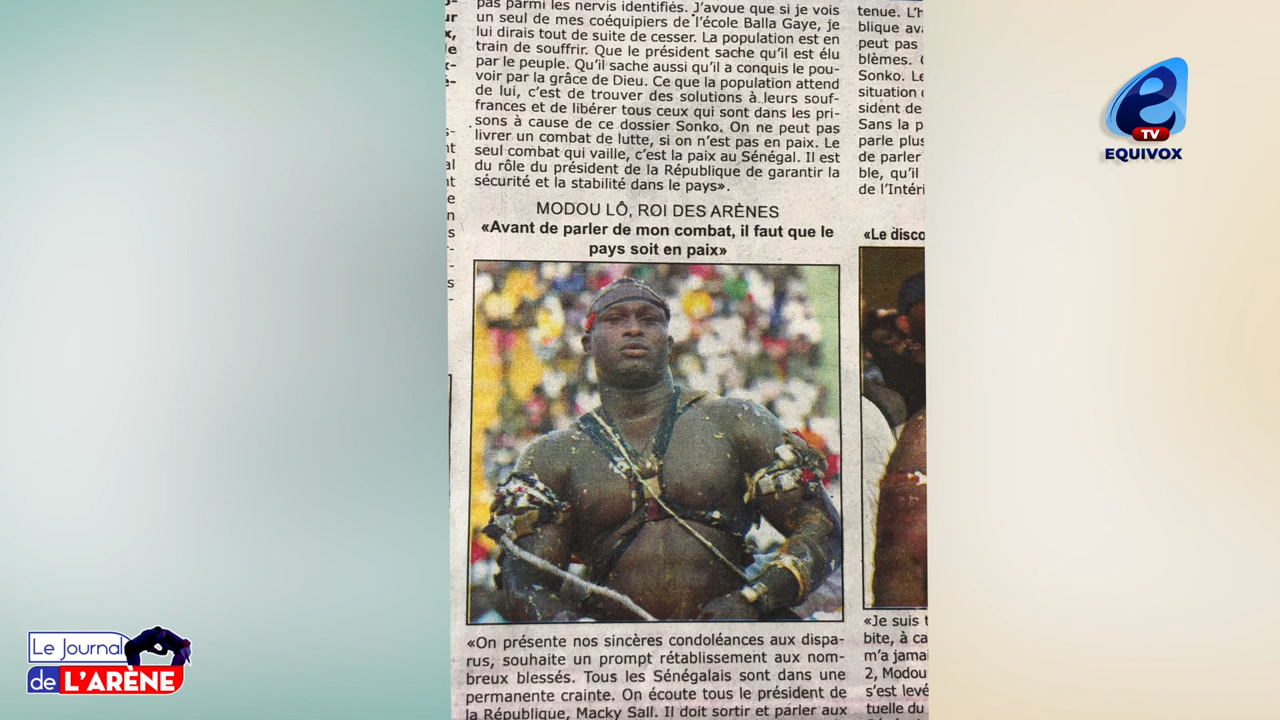 pas parmi les nervis identifiés. J'avoue que si je vois
un seul de mes coéquipiers de l'école Balla Gaye, je
lui dirais tout de suite de cesser. La population est en
train de souffrir. Que le président sache qu'il est élu
par le peuple. Qu'il sache aussi qu'il a conquis le pou-
voir par la grâce de Dieu. Ce que la population attend
de lui, c'est de trouver des solutions à leurs souf-
frances et de libérer tous ceux qui sont dans les pri-
sons à cause de ce dossier Sonko. On ne peut pas
livrer un combat de lutte, si on n'est pas en paix. Le
seul combat qui vaille, c'est la paix au Sénégal. Il est
du rôle du président de la République de garantir la
sécurité et la stabilité dans le pays».
MODOU LÔ, ROI DES ARÈNES
«Avant de parler de mon combat, il faut que le
pays soit en paix»
«On présente nos sincères condoléances aux dispa-
rus, souhaite un prompt rétablissement aux nom-
breux blessés. Tous les Sénégalais sont dans une
permanente crainte. On écoute tous le président de
la République, Macky Sall. Il doit sortir et parler aux
tenue. L'h
blique ava
peut pas
blèmes.
Sonko. Le
situation
sident de
Sans la p
parle plus
de parler
ble, qu'il
de l'Intéri
«Le disco
«Je suis t
bite, à ca
m'a jamai
2, Modou
s'est levé
tuelle du
e
TV
EQUIVOX
Le Journal
de L'ARÈNE